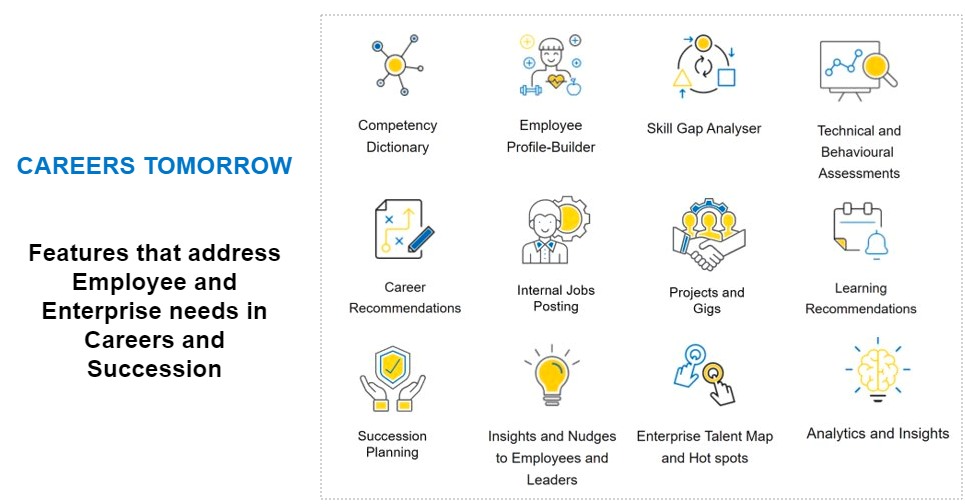 CAREERS TOMORROW
Features that address
Employee and
Enterprise needs in
Careers and
Succession
Competency
Dictionary
Employee
Profile-Builder
Skill Gap Analyser
Technical and
Behavioural
Assessments
Career
Recommendations
Internal Jobs
Posting
Projects and
Gigs
Learning
Recommendations
Succession
Planning
Insights and Nudges
to Employees and
Leaders
Enterprise Talent Map
and Hot spots
Analytics and Insights